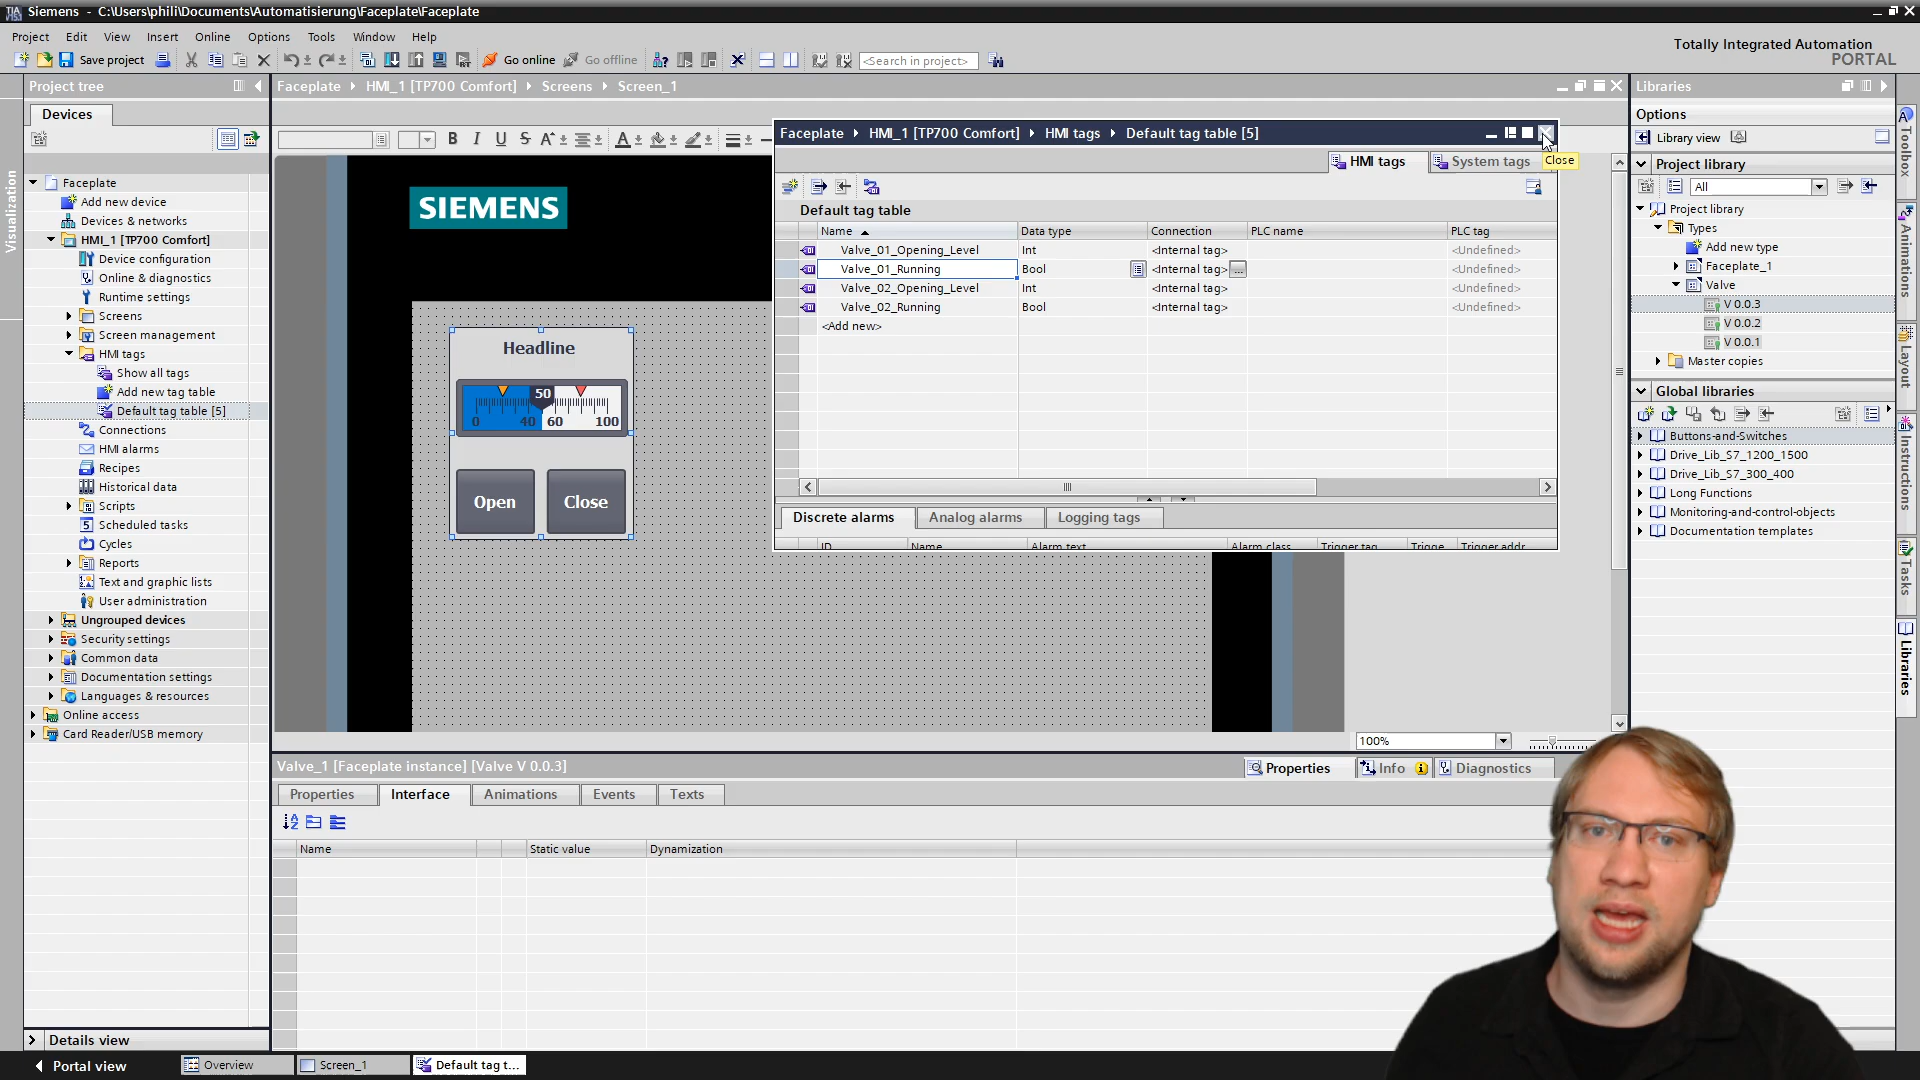 Siemens - C:\Users\phili\Documents\Automatisierung\Faceplate\Faceplate
Project Edit View Insert Online Options Tools Window Help
Totally Integrated Automation
PORTAL
Save project
Go online
Go offline
<Search in project>
Project tree
Devices
Visualization
Faceplate
Add new device
Devices & networks
HMI_1 [TP700 Comfort]
Device configuration
Online & diagnostics
Runtime settings
Screens
Screen management
HMI tags
Show all tags
Add new tag table
Default tag table [5]
Connections
HMI alarms
Recipes
Historical data
Scripts
Scheduled tasks
Cycles
Reports
Text and graphic lists
User administration
Ungrouped devices
Security settings
Common data
Documentation settings
Languages & resources
Online access
Card Reader/USB memory
Details view
Faceplate HMI_1 [TP700 Comfort] Screens Screen_1
B I U S A
SIEMENS
Headline
50
0 40 60 100
Open Close
Faceplate HMI_1 [TP700 Comfort] HMI tags Default tag table [5]
Close
HMI tags System tags
Default tag table
Name Data type Connection PLC name PLC tag
Valve_01_Opening_Level Int <Internal tag> <Undefined>
Valve_01_Running Bool <Internal tag> ... <Undefined>
Valve_02_Opening_Level Int <Internal tag> <Undefined>
Valve_02_Running Bool <Internal tag> <Undefined>
<Add new>
Discrete alarms Analog alarms Logging tags
ID Name Alarm text Alarm class Trigger tag Trigge Trigger addr
100%
Valve_1 [Faceplate instance] [Valve V 0.0.3]
Properties Info Diagnostics
Properties Interface Animations Events Texts
Name Static value Dynamization
Libraries
Options
Library view
Project library
All
Project library
Types
Add new type
Faceplate_1
Valve
V 0.0.3
V 0.0.2
V 0.0.1
Master copies
Global libraries
Buttons-and-Switches
Drive_Lib_S7_1200_1500
Drive_Lib_S7_300_400
Long Functions
Monitoring-and-control-objects
Documentation templates
Toolbox
Animations
Layout
Instructions
Tasks
Libraries
Portal view
Overview
Screen_1
Default tag t...